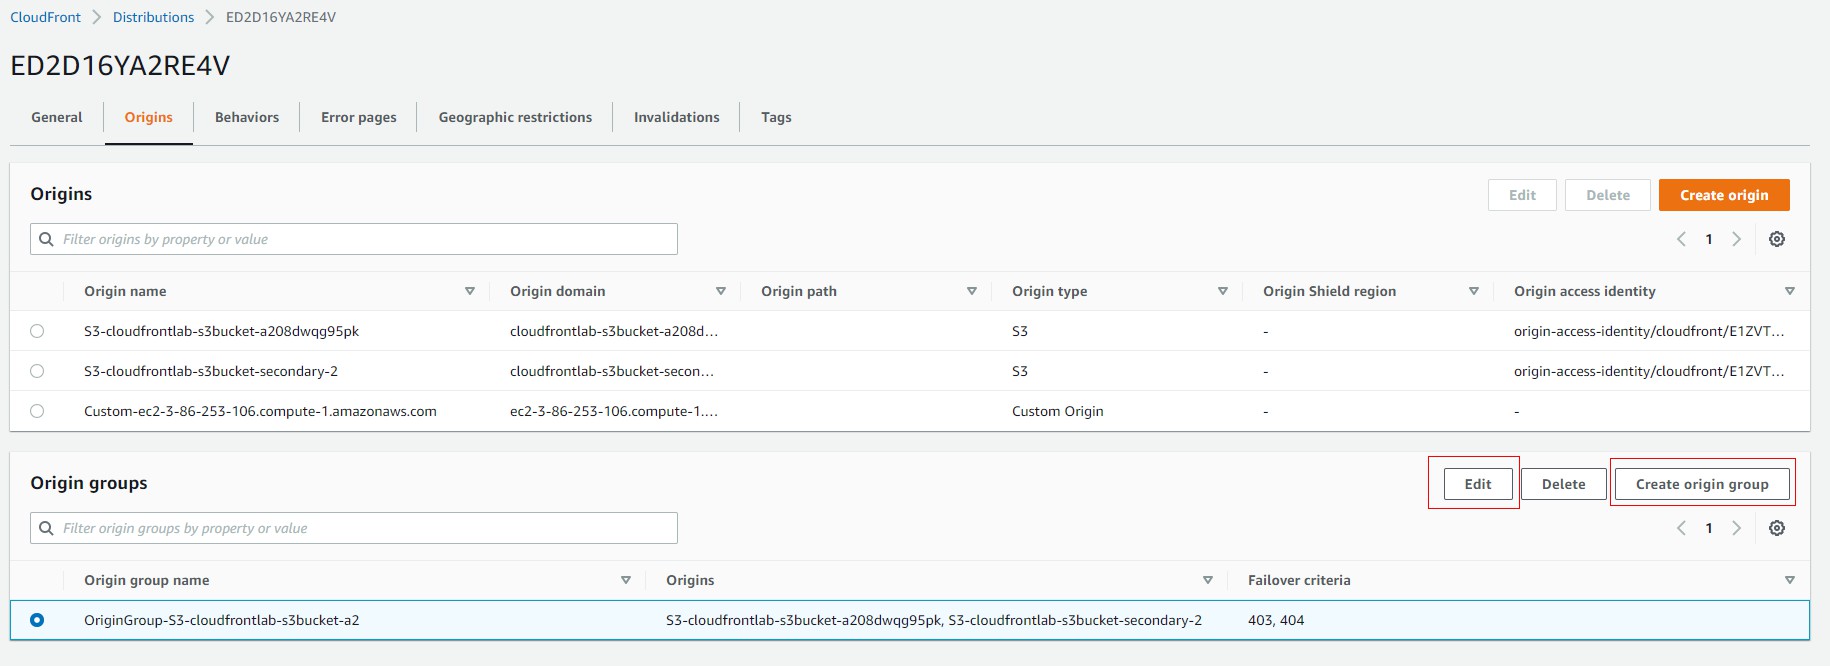 CloudFront > Distributions > ED2D16YA2RE4V
ED2D16YA2RE4V
General Origins Behaviors Error pages Geographic restrictions Invalidations Tags
Origins Edit Delete Create origin
Filter origins by property or value 1
Origin name Origin domain Origin path Origin type Origin Shield region Origin access identity
S3-cloudfrontlab-s3bucket-a208dwqg95pk cloudfrontlab-s3bucket-a208d... S3 - origin-access-identity/cloudfront/E1ZVT...
S3-cloudfrontlab-s3bucket-secondary-2 cloudfrontlab-s3bucket-secon... S3 - origin-access-identity/cloudfront/E1ZVT...
Custom-ec2-3-86-253-106.compute-1.amazonaws.com ec2-3-86-253-106.compute-1.... Custom Origin - -
Origin groups Edit Delete Create origin group
Filter origin groups by property or value 1
Origin group name Origins Failover criteria
OriginGroup-S3-cloudfrontlab-s3bucket-a2 S3-cloudfrontlab-s3bucket-a208dwqg95pk, S3-cloudfrontlab-s3bucket-secondary-2 403, 404